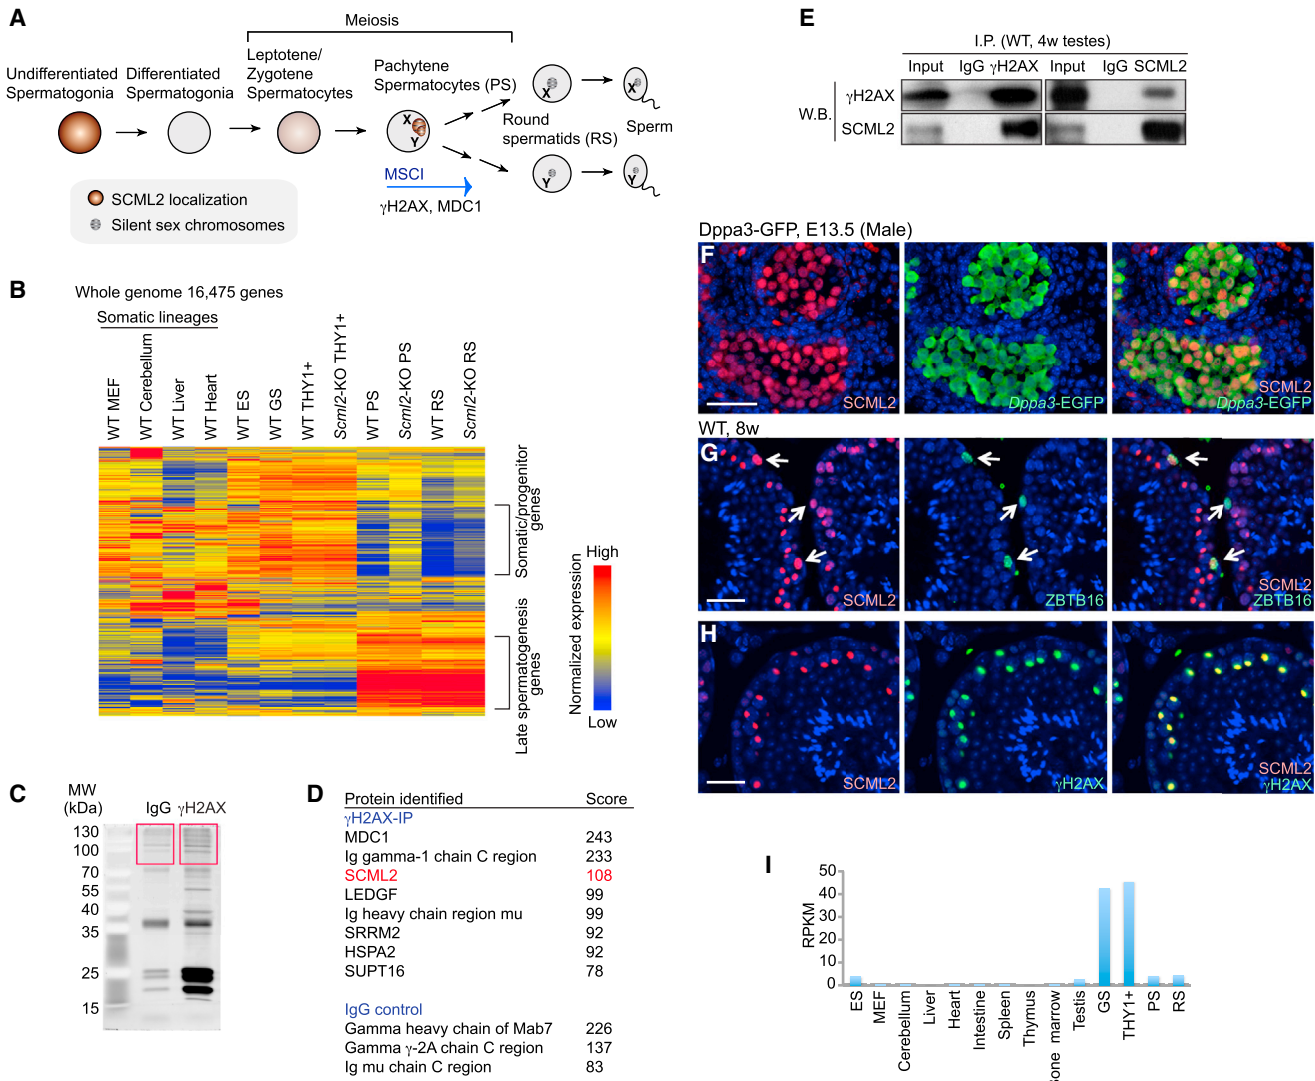 A
Meiosis
Undifferentiated
Spermatogonia
Differentiated
Spermatogonia
Leptotene/
Zygotene
Spermatocytes
Pachytene
Spermatocytes (PS)
X
Y
X
Y
X
Y
Round
spermatids (RS)
Sperm
MSCI
γH2AX, MDC1
SCML2 localization
Silent sex chromosomes
B
Whole genome 16,475 genes
Somatic lineages
WT MEF
WT Cerebellum
WT Liver
WT Heart
WT ES
WT GS
WT THY1+
Scml2-KO THY1+
WT PS
Scml2-KO PS
WT RS
Scml2-KO RS
Somatic/progenitor
genes
Late spermatogenesis
genes
High
Normalized expression
Low
C
MW
(kDa)
IgG
γH2AX
130
100
70
55
40
35
25
15
D
Protein identified Score
γH2AX-IP
MDC1 243
Ig gamma-1 chain C region 233
SCML2 108
LEDGF 99
Ig heavy chain region mu 99
SRRM2 92
HSPA2 92
SUPT16 78
IgG control
Gamma heavy chain of Mab7 226
Gamma γ-2A chain C region 137
Ig mu chain C region 83
E
I.P. (WT, 4w testes)
Input IgG γH2AX Input IgG SCML2
W.B.
γH2AX
SCML2
Dppa3-GFP, E13.5 (Male)
F
SCML2
Dppa3-EGFP
SCML2
Dppa3-EGFP
WT, 8w
G
SCML2
ZBTB16
SCML2
ZBTB16
H
SCML2
γH2AX
SCML2
γH2AX
I
RPKM
50
40
30
20
10
0
ES
MEF
Cerebellum
Liver
Heart
Intestine
Spleen
Thymus
one marrow
Testis
GS
THY1+
PS
RS